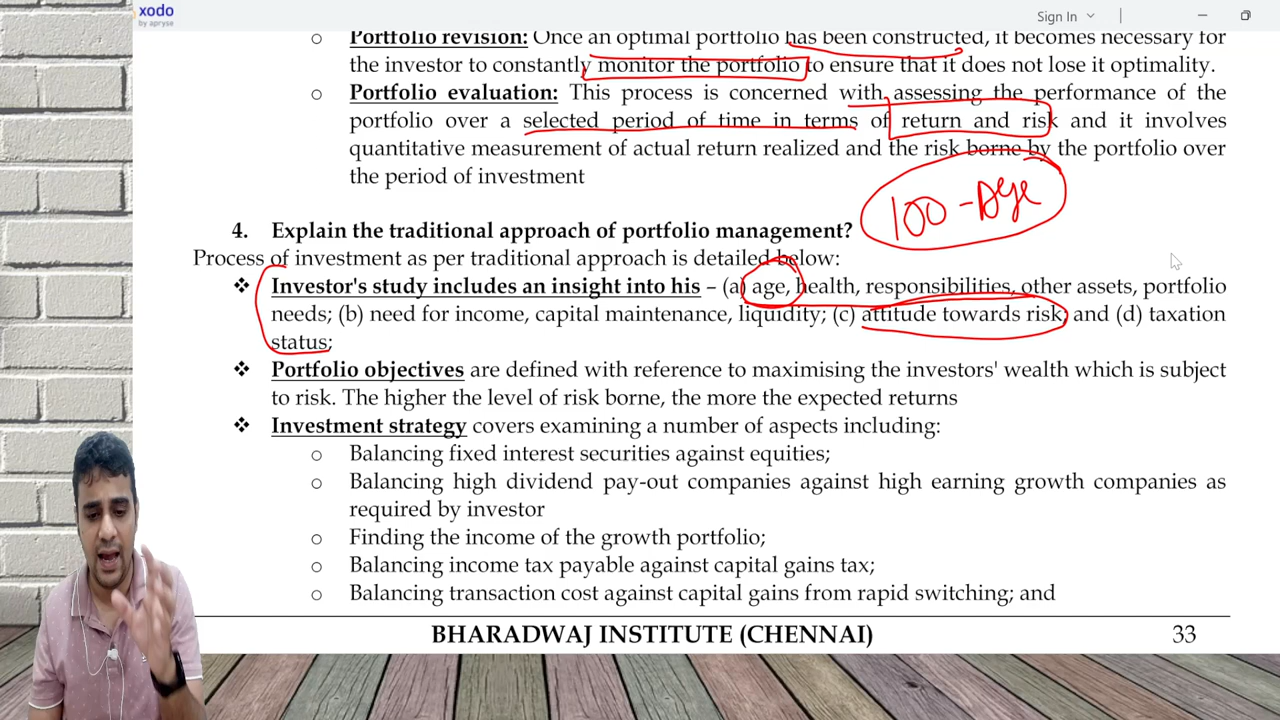 xodo
by apryse
Sign In
o Portfolio revision: Once an optimal portfolio has been constructed, it becomes necessary for
the investor to constantly monitor the portfolio to ensure that it does not lose it optimality.
o Portfolio evaluation: This process is concerned with assessing the performance of the
portfolio over a selected period of time in terms of return and risk and it involves
quantitative measurement of actual return realized and the risk borne by the portfolio over
the period of investment
100 - Age
4. Explain the traditional approach of portfolio management?
Process of investment as per traditional approach is detailed below:
❖ Investor's study includes an insight into his – (a) age, health, responsibilities, other assets, portfolio
needs; (b) need for income, capital maintenance, liquidity; (c) attitude towards risk; and (d) taxation
status;
❖ Portfolio objectives are defined with reference to maximising the investors' wealth which is subject
to risk. The higher the level of risk borne, the more the expected returns
❖ Investment strategy covers examining a number of aspects including:
o Balancing fixed interest securities against equities;
o Balancing high dividend pay-out companies against high earning growth companies as
required by investor
o Finding the income of the growth portfolio;
o Balancing income tax payable against capital gains tax;
o Balancing transaction cost against capital gains from rapid switching; and
BHARADWAJ INSTITUTE (CHENNAI) 33